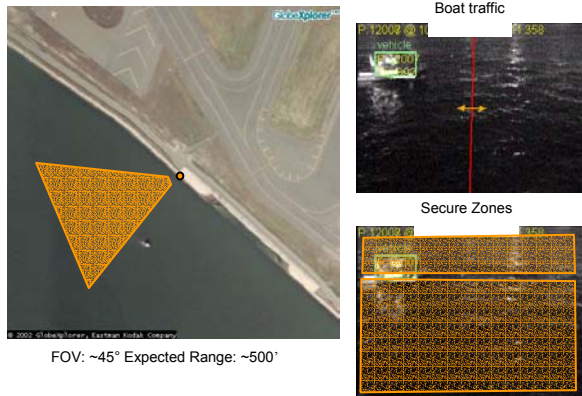 GlobeXplorer
© 2002 GlobeXplorer, Eastman Kodak Company
FOV: ~45° Expected Range: ~500’
Boat traffic
vehicle
Secure Zones